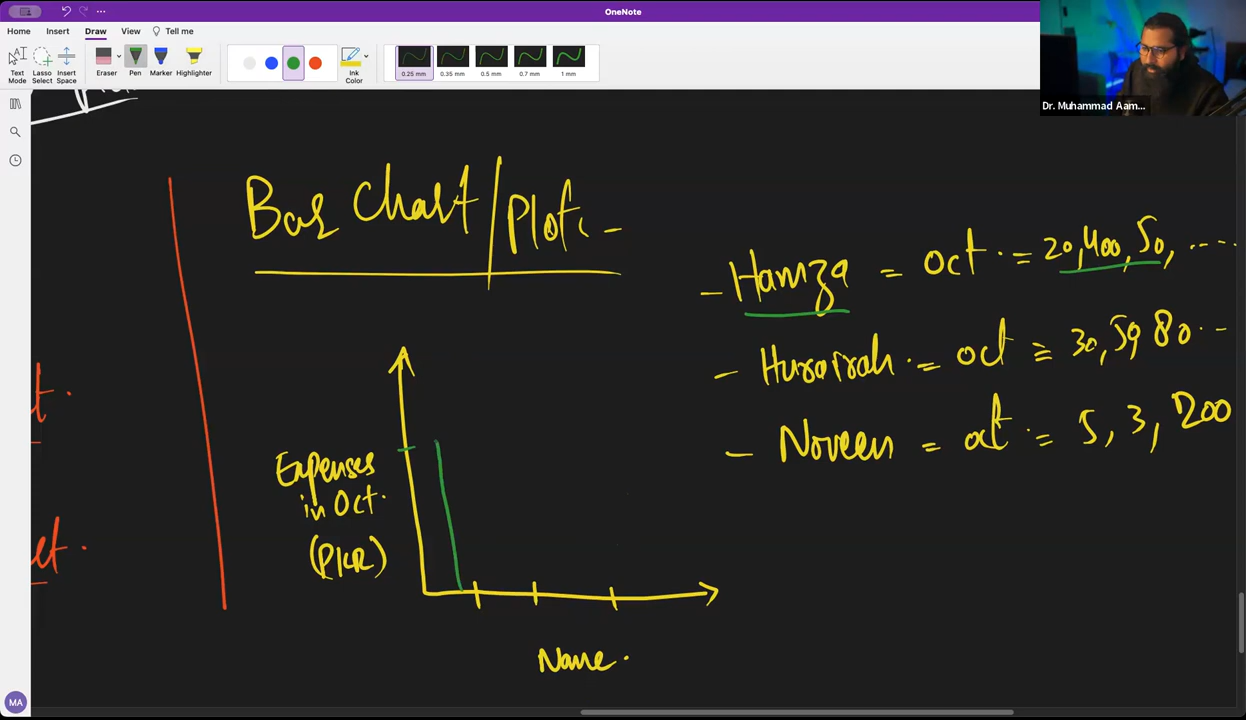 OneNote
Home Insert Draw View Tell me
Text Mode
Lasso Select
Insert Space
Eraser
Pen
Marker
Highlighter
Ink Color
0.25 mm 0.35 mm 0.5 mm 0.7 mm 1 mm
Dr. Muhammad Aam...
Bar Chart | Plot:-
- Hamza = Oct := 20,400,50, ----
- Hurairah := oct = 30,59 80 --
- Noreen = oct := 5, 3, 1200
Expenses
in Oct.
(PKR)
Name.
MA